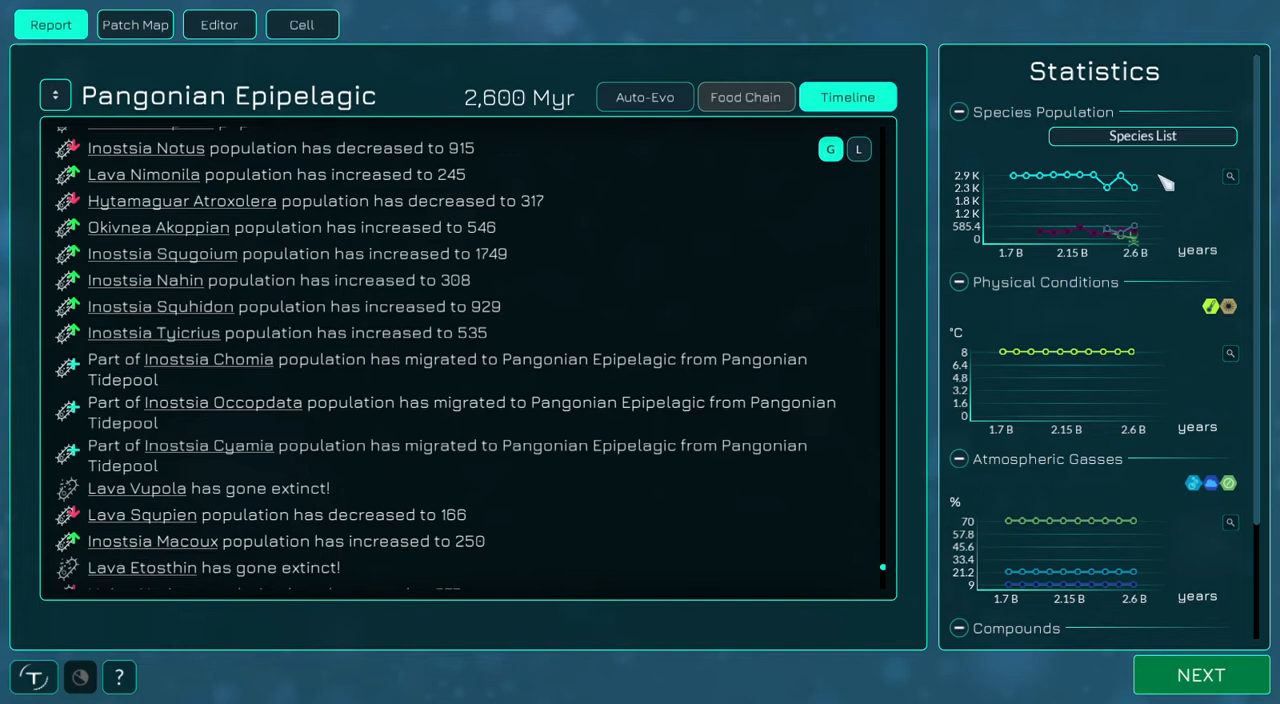 Report
Patch Map
Editor
Cell
Pangonian Epipelagic
2,600 Myr
Auto-Evo
Food Chain
Timeline
G
L
Inostsia Notus population has decreased to 915
Lava Nimonila population has increased to 245
Hytamaguar Atroxolera population has decreased to 317
Okivnea Akoppian population has increased to 546
Inostsia Squgoium population has increased to 1749
Inostsia Nahin population has increased to 308
Inostsia Squhidon population has increased to 929
Inostsia Tyicrius population has increased to 535
Part of Inostsia Chomia population has migrated to Pangonian Epipelagic from Pangonian
Tidepool
Part of Inostsia Occopdata population has migrated to Pangonian Epipelagic from Pangonian
Tidepool
Part of Inostsia Cyamia population has migrated to Pangonian Epipelagic from Pangonian
Tidepool
Lava Vupola has gone extinct!
Lava Squpien population has decreased to 166
Inostsia Macoux population has increased to 250
Lava Etosthin has gone extinct!
Statistics
Species Population
Species List
2.9 K
2.3 K
1.8 K
1.2 K
585.4
0
1.7 B 2.15 B 2.6 B years
Physical Conditions
°C
8
6.4
4.8
3.2
1.6
0
1.7 B 2.15 B 2.6 B years
Atmospheric Gasses
%
70
57.8
45.6
33.4
21.2
9
1.7 B 2.15 B 2.6 B years
Compounds
?
NEXT